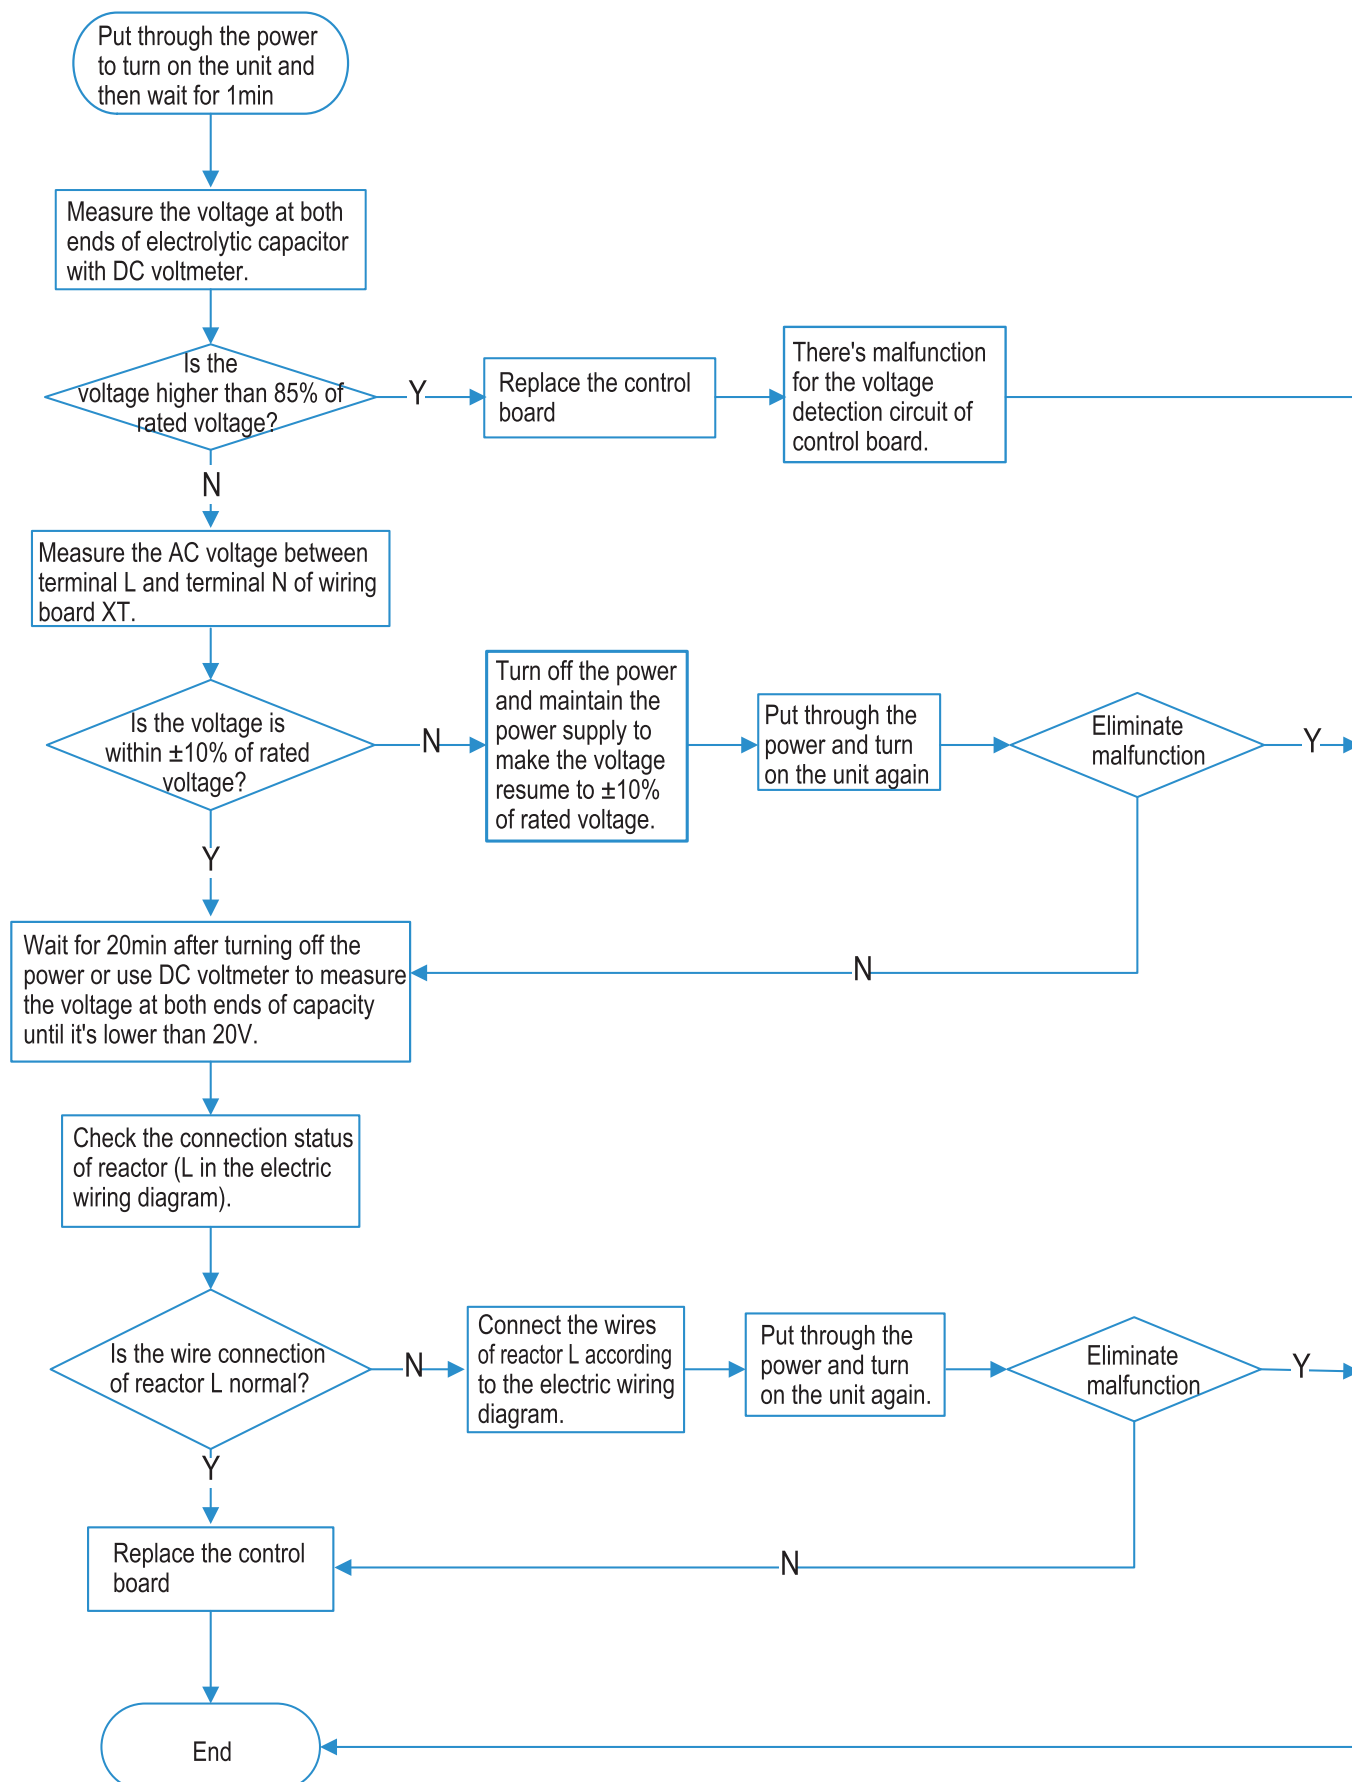 Put through the power
to turn on the unit and
then wait for 1min
Measure the voltage at both
ends of electrolytic capacitor
with DC voltmeter.
Is the
voltage higher than 85% of
rated voltage?
Y
Replace the control
board
There's malfunction
for the voltage
detection circuit of
control board.
N
Measure the AC voltage between
terminal L and terminal N of wiring
board XT.
Is the voltage is
within ±10% of rated
voltage?
N
Turn off the power
and maintain the
power supply to
make the voltage
resume to ±10%
of rated voltage.
Put through the
power and turn
on the unit again
Eliminate
malfunction
Y
Y
Wait for 20min after turning off the
power or use DC voltmeter to measure
the voltage at both ends of capacity
until it's lower than 20V.
N
Check the connection status
of reactor (L in the electric
wiring diagram).
Is the wire connection
of reactor L normal?
N
Connect the wires
of reactor L according
to the electric wiring
diagram.
Put through the
power and turn
on the unit again.
Eliminate
malfunction
Y
Y
Replace the control
board
N
End